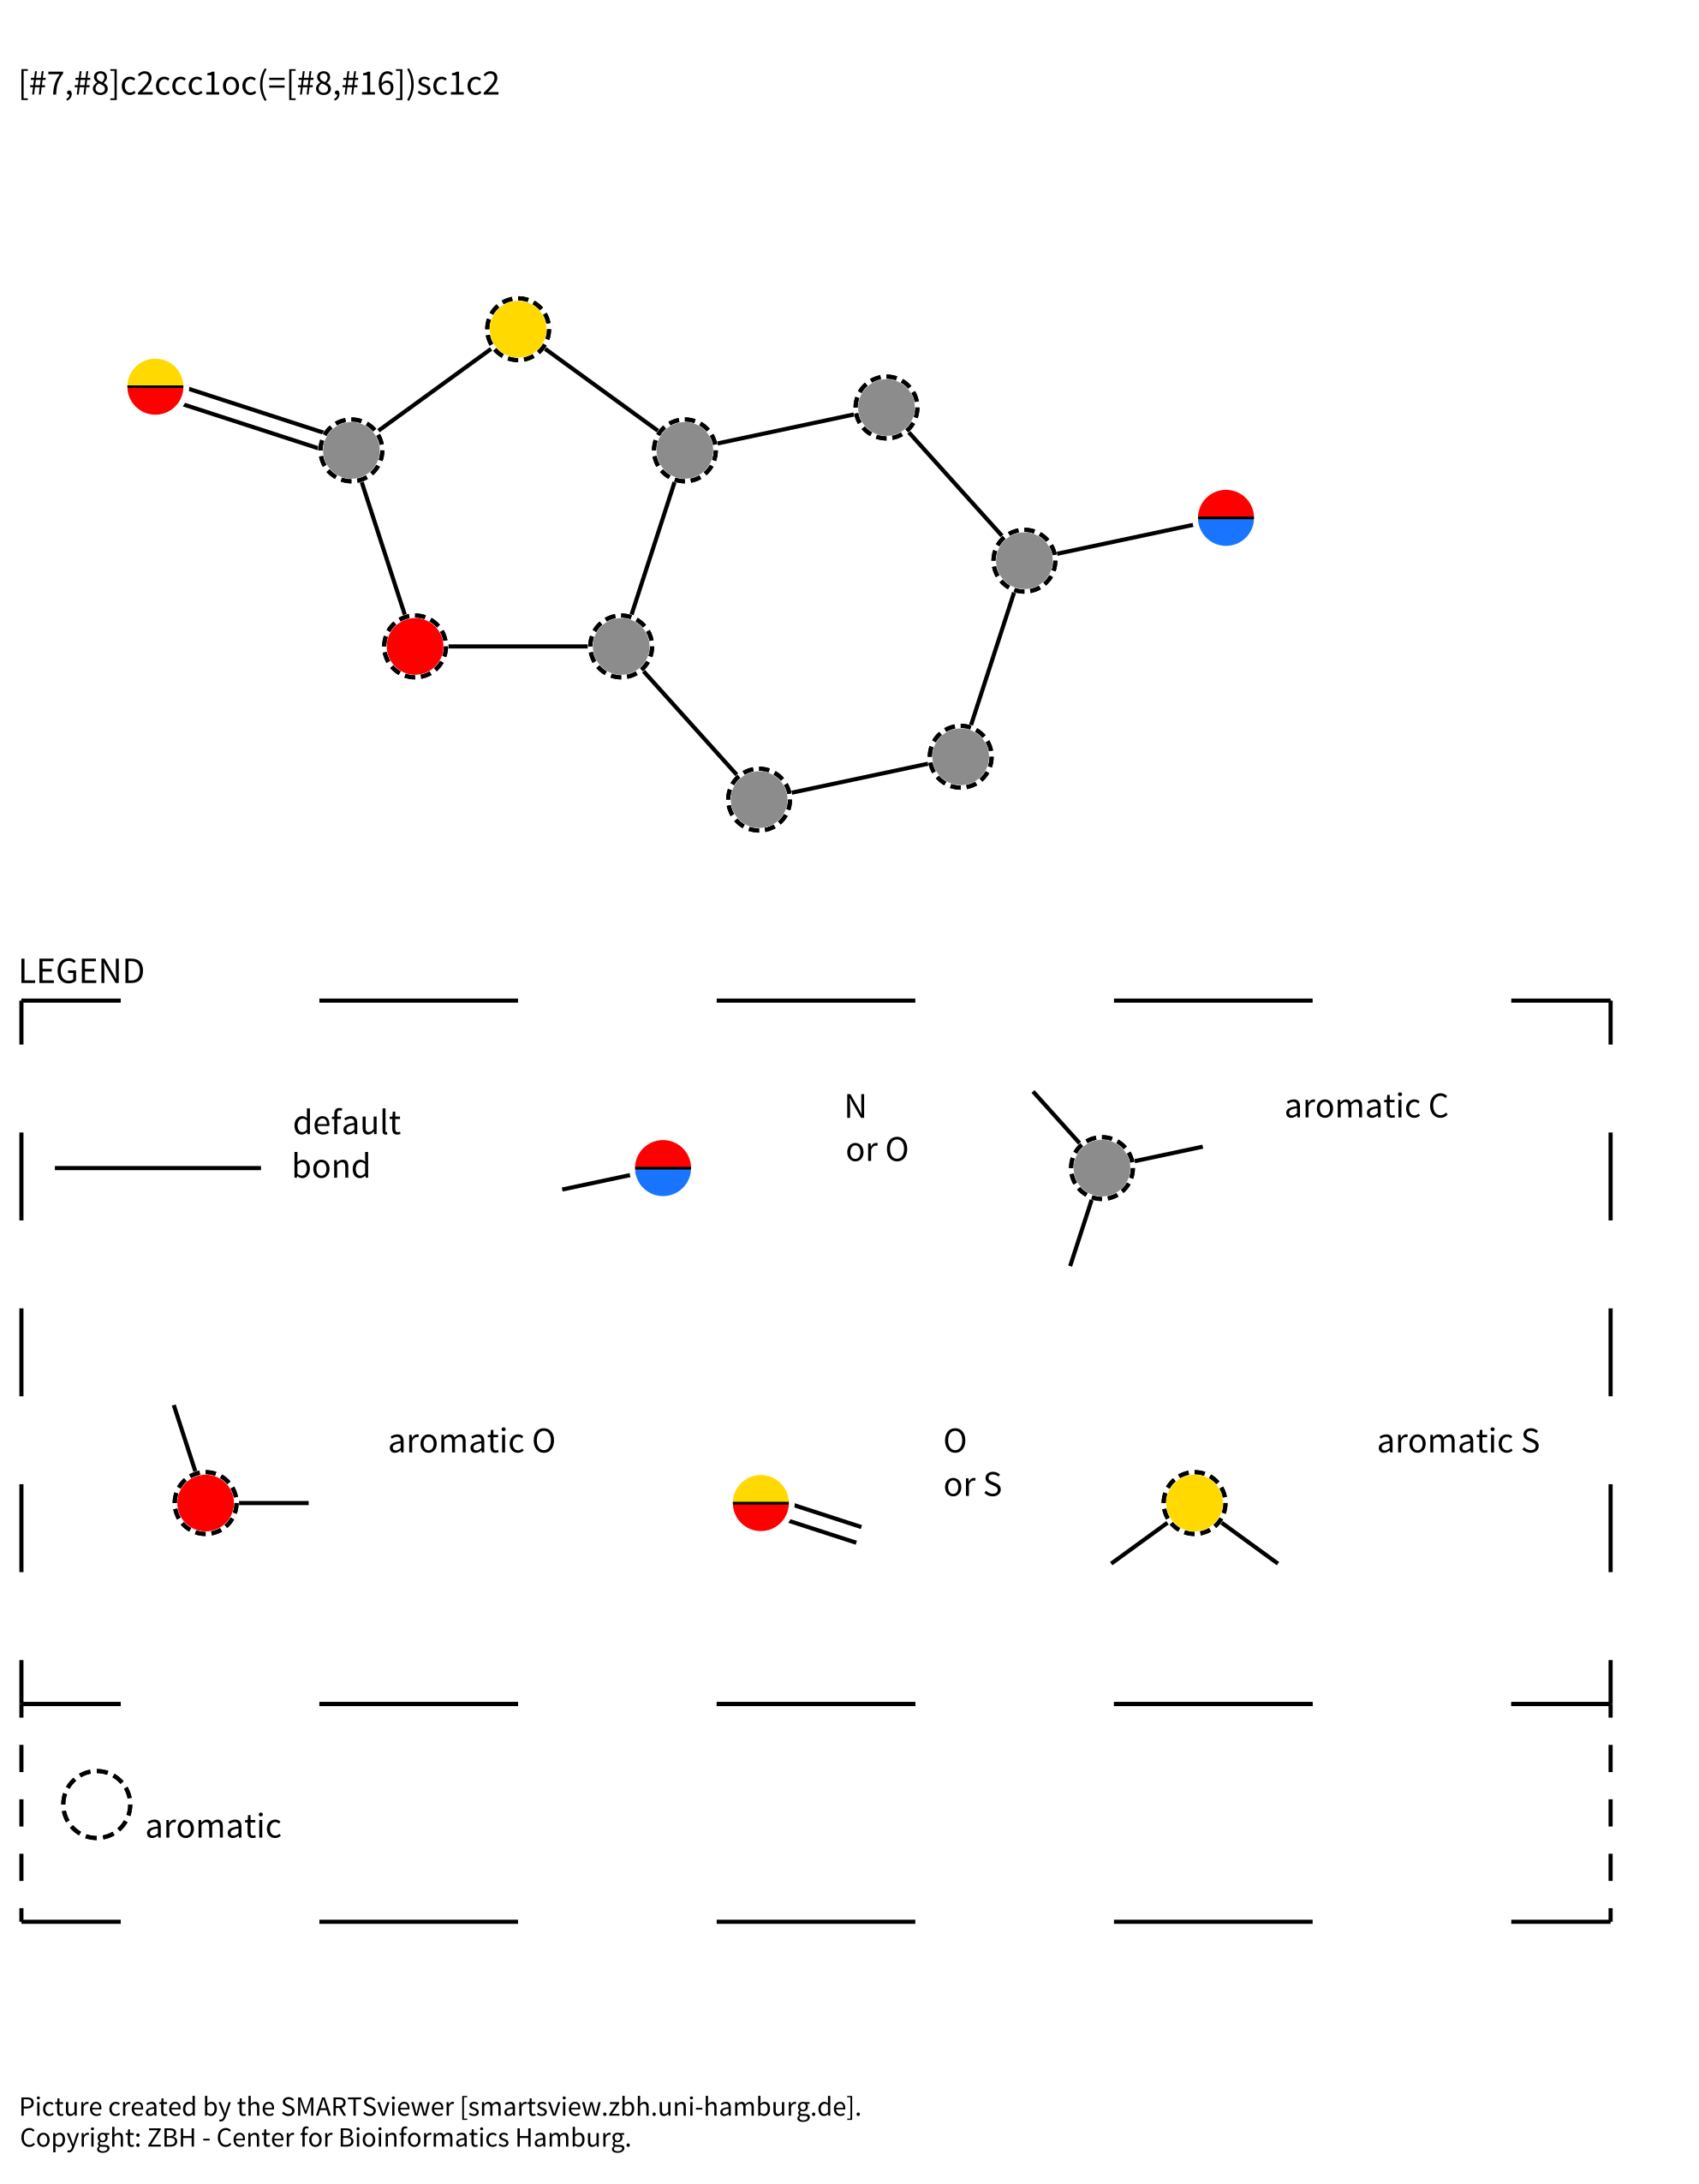 [#7,#8]c2ccc1oc(=[#8,#16])sc1c2
LEGEND
default
bond
N
or O
aromatic C
aromatic O
O
or S
aromatic S
aromatic
Picture created by the SMARTSviewer [smartsview.zbh.uni-hamburg.de].
Copyright: ZBH - Center for Bioinformatics Hamburg.